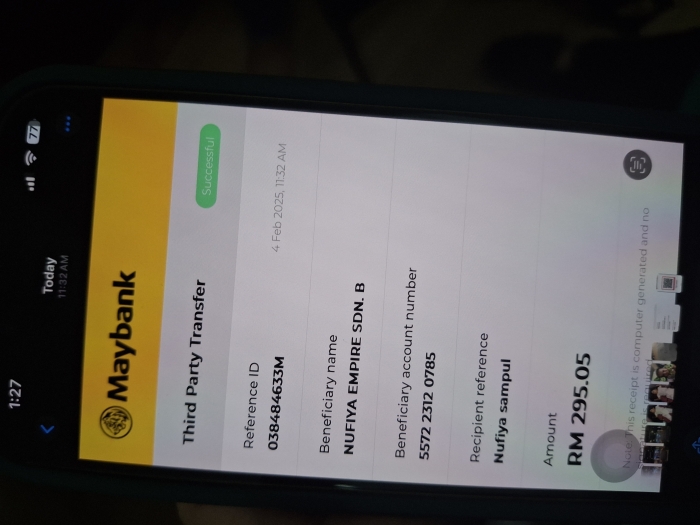 1:27
77
Today
11:32 AM
Maybank
Third Party Transfer
Successful
Reference ID
4 Feb 2025, 11:32 AM
038484633M
Beneficiary name
NUFIYA EMPIRE SDN. B
Beneficiary account number
5572 2312 0785
Recipient reference
Nufiya sampul
Amount
RM 295.05
Note: This receipt is computer generated and no